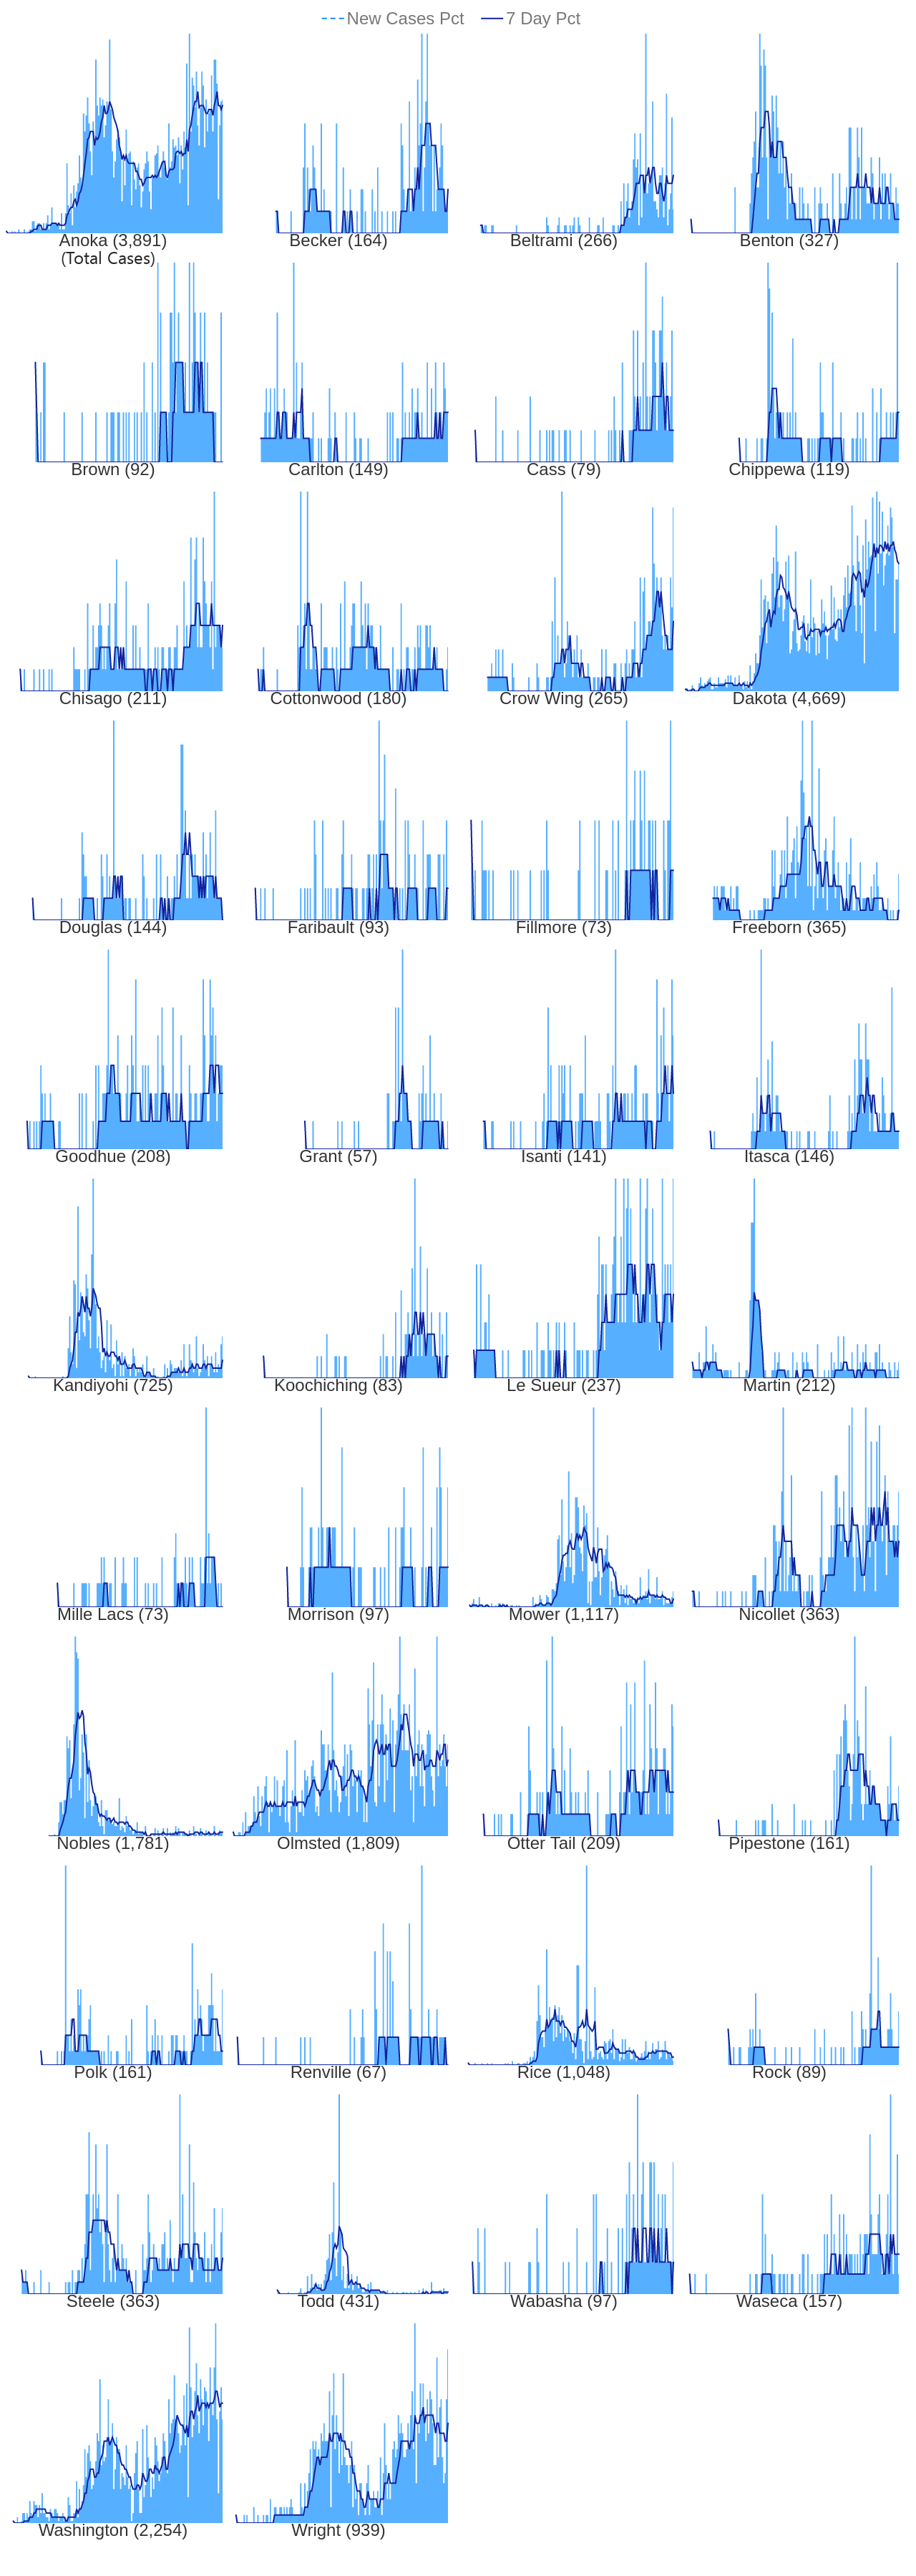 New Cases Pct 7 Day Pct
Anoka (3,891) Becker (164) Beltrami (266) Benton (327)
(Total Cases)
Brown (92) Carlton (149) Cass (79) Chippewa (119)
Chisago (211) Cottonwood (180) Crow Wing (265) Dakota (4,669)
Douglas (144) Faribault (93) Fillmore (73) Freeborn (365)
Goodhue (208) Grant (57) Isanti (141) Itasca (146)
Kandiyohi (725) Koochiching (83) Le Sueur (237) Martin (212)
Mille Lacs (73) Morrison (97) Mower (1,117) Nicollet (363)
Nobles (1,781) Olmsted (1,809) Otter Tail (209) Pipestone (161)
Polk (161) Renville (67) Rice (1,048) Rock (89)
Steele (363) Todd (431) Wabasha (97) Waseca (157)
Washington (2,254) Wright (939)